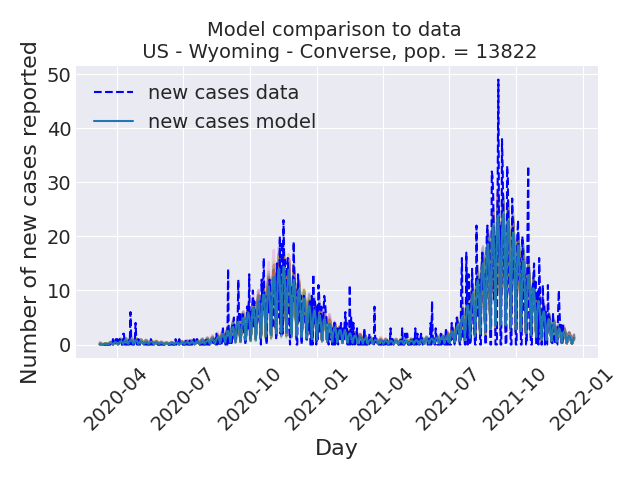 Model comparison to data
US - Wyoming - Converse, pop. = 13822
new cases data
new cases model
Number of new cases reported
50
40
30
20
10
0
2020-04
2020-07
2020-10
2021-01
2021-04
2021-07
2021-10
2022-01
Day